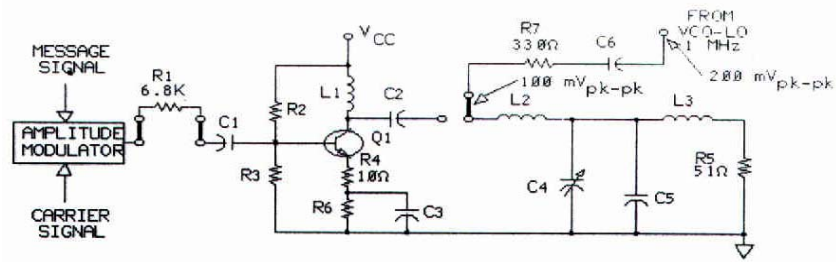 MESSAGE
SIGNAL
R1
6.8K
AMPLITUDE
MODULATOR
CARRIER
SIGNAL
C1
R2
R3
VCC
L1
C2
Q1
R4
10Ω
R6
C3
R7
330Ω
C6
FROM
VCO-LO
1 MHz
100 mVpk-pk
200 mVpk-pk
L2
L3
C4
C5
R5
51Ω